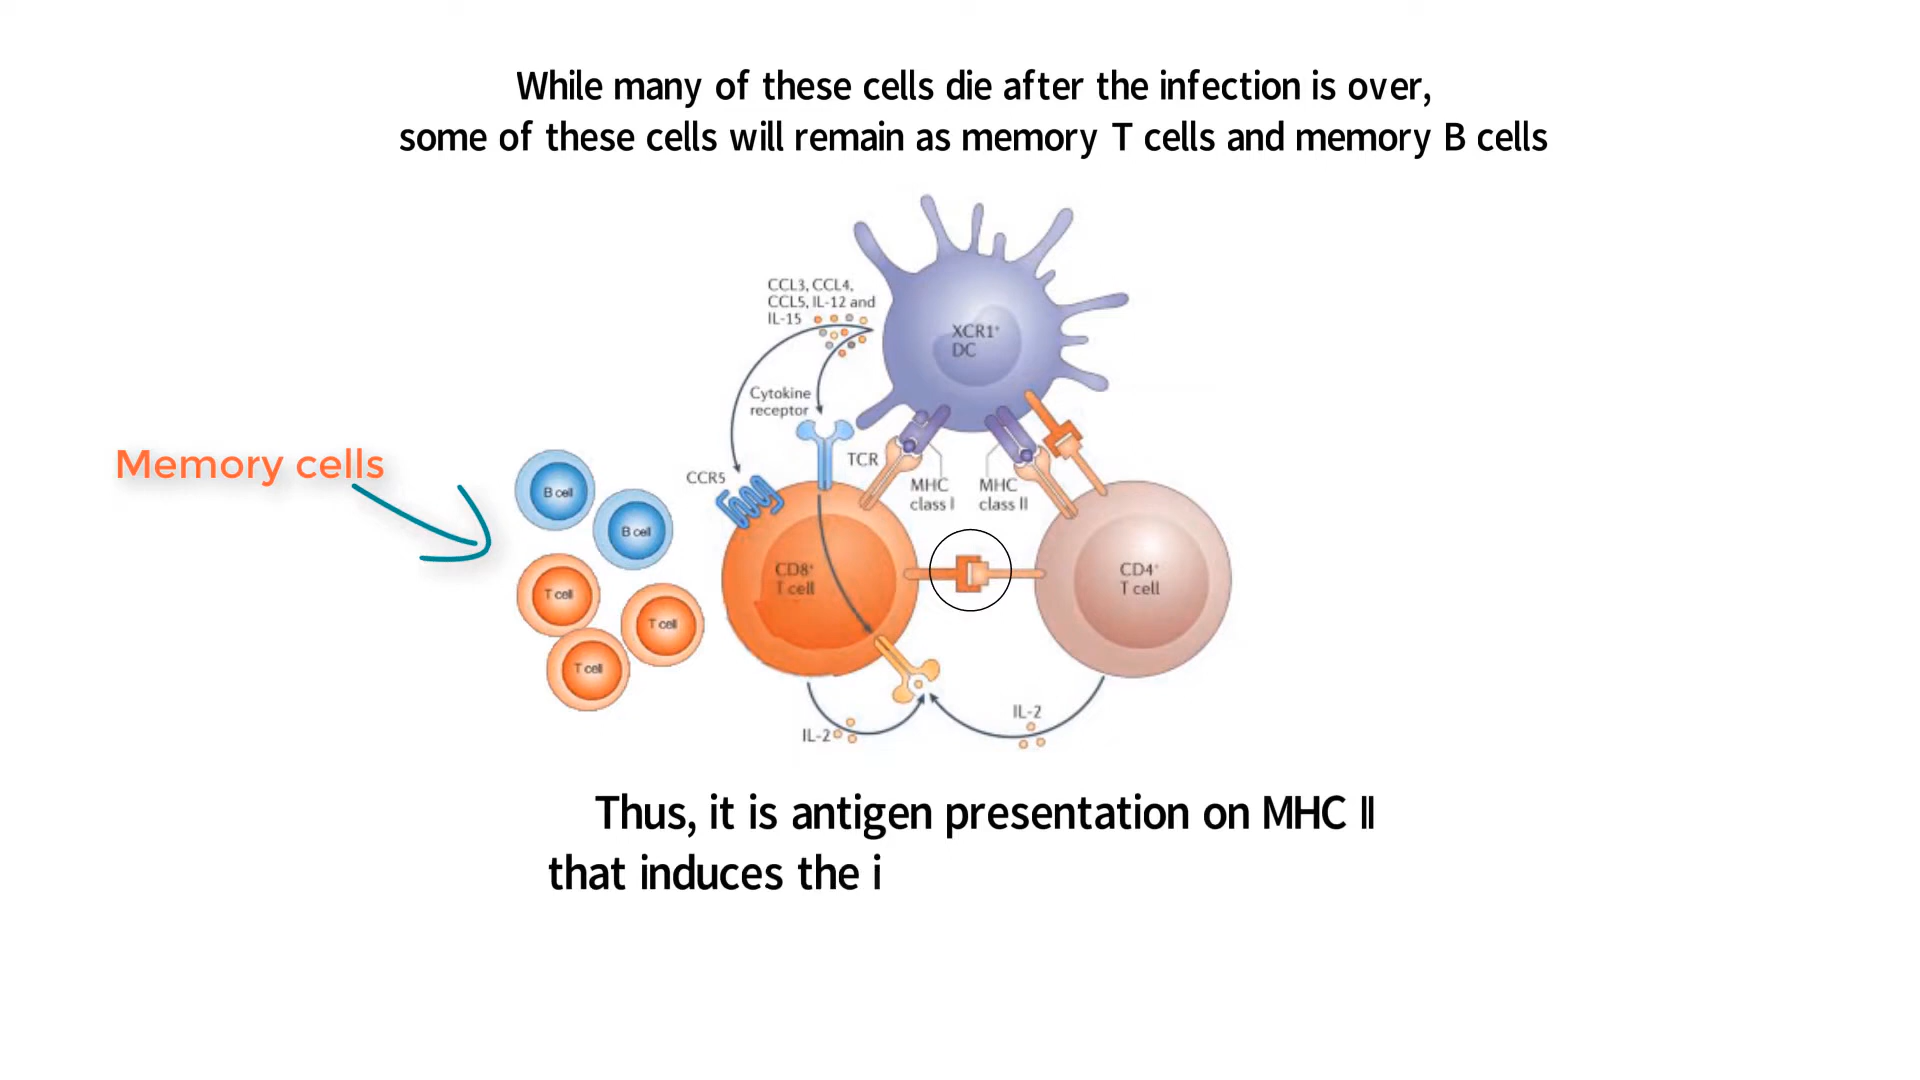 While many of these cells die after the infection is over,
some of these cells will remain as memory T cells and memory B cells
CCL3, CCL4,
CCL5, IL-12 and
IL-15
XCR1⁺
DC
Cytokine
receptor
Memory cells
TCR
CCR5
MHC
class I
MHC
class II
B cell
B cell
CD8⁺
T cell
CD4⁺
T cell
T cell
T cell
T cell
IL-2
IL-2
Thus, it is antigen presentation on MHC II
that induces the i